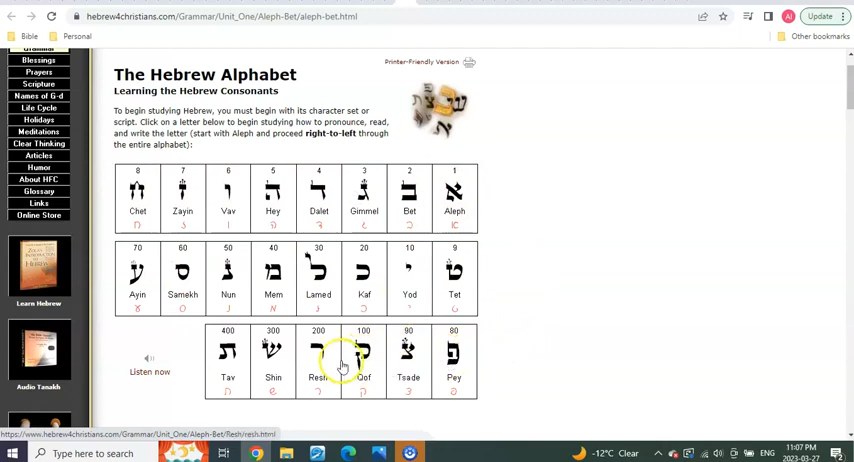 hebrew4christians.com/Grammar/Unit_One/Aleph-Bet/aleph-bet.html
AI
Update
Bible
Personal
Other bookmarks
Grammar
Blessings
Prayers
Scripture
Names of G-d
Life Cycle
Holidays
Meditations
Clear Thinking
Articles
Humor
About HFC
Glossary
Links
Online Store
Learn Hebrew
Audio Tanakh
Printer-Friendly Version
The Hebrew Alphabet
Learning the Hebrew Consonants
To begin studying Hebrew, you must begin with its character set or
script. Click on a letter below to begin studying how to pronounce, read,
and write the letter (start with Aleph and proceed right-to-left through
the entire alphabet):
8 7 6 5 4 3 2 1
ח ז ו ה ד ג ב א
Chet Zayin Vav Hey Dalet Gimmel Bet Aleph
ח ז ו ה ד ג ב א
70 60 50 40 30 20 10 9
ע ס נ מ ל כ י ט
Ayin Samekh Nun Mem Lamed Kaf Yod Tet
ע ס נ מ ל כ י ט
400 300 200 100 90 80
ת ש ר ק צ פ
Tav Shin Resh Qof Tsade Pey
ת ש ר ק צ פ
Listen now
https://www.hebrew4christians.com/Grammar/Unit_One/Aleph-Bet/Resh/resh.html
Type here to search
-12°C Clear
ENG
11:07 PM
2023-03-27
2